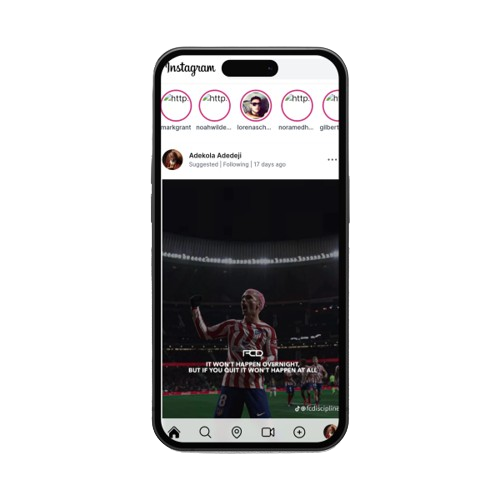 Instagram
http
http
http
http
markgrant
noahwilde...
lorenasch...
noramedh...
gilbert
Adekola Adedeji
Suggested | Following | 17 days ago
FCD
IT WON'T HAPPEN OVERNIGHT,
BUT IF YOU QUIT IT WON'T HAPPEN AT ALL
8
@fcdiscipline